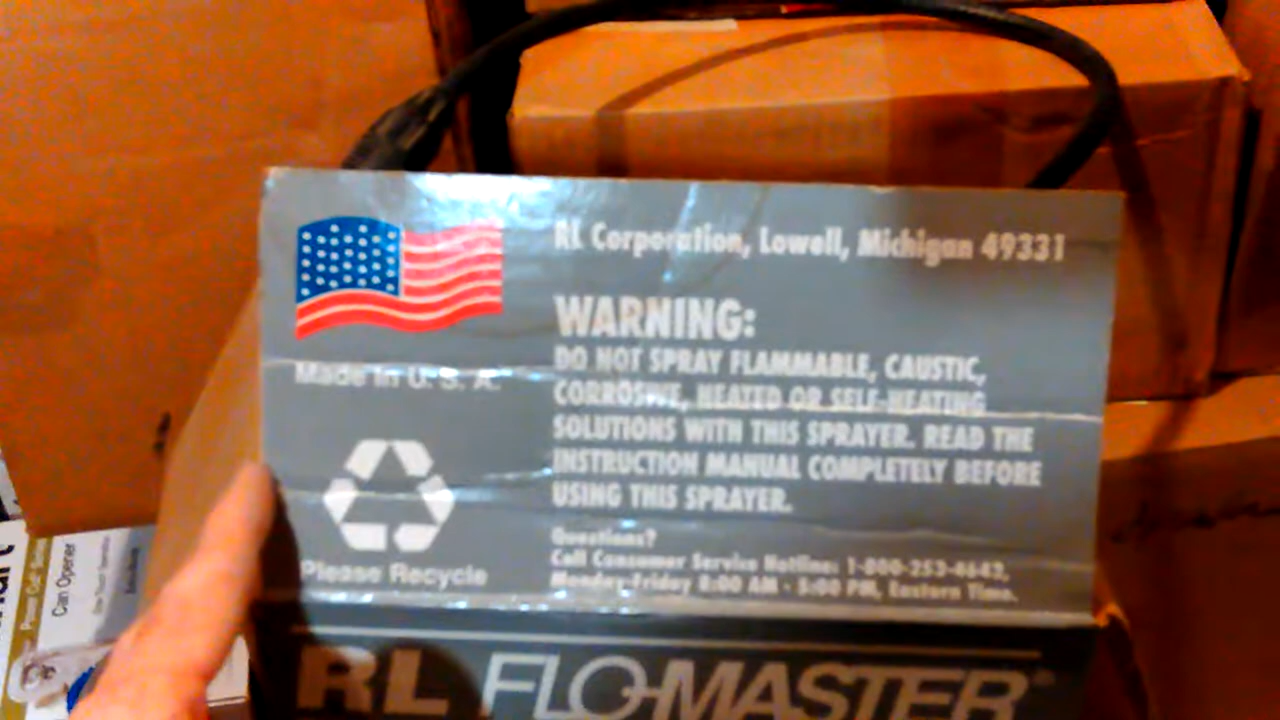 RL Corporation, Lowell, Michigan 49331
WARNING:
DO NOT SPRAY FLAMMABLE, CAUSTIC,
CORROSIVE, HEATED OR SELF-HEATING
SOLUTIONS WITH THIS SPRAYER. READ THE
INSTRUCTION MANUAL COMPLETELY BEFORE
USING THIS SPRAYER.
Questions?
Call Consumer Service Hotline: 1-800-253-4642,
Monday-Friday 8:00 AM - 5:00 PM, Eastern Time.
Made in U. S. A.
Please Recycle
RL FLO-MASTER®
Can Opener